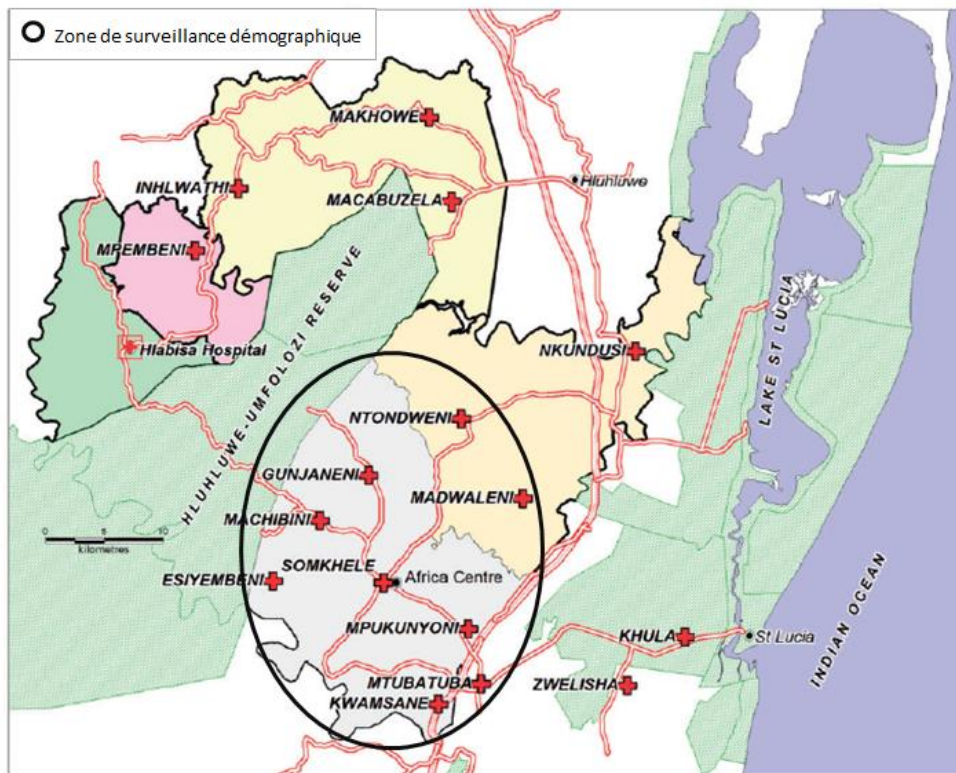 Zone de surveillance démographique
MAKHOWE
INHLWATHI
Hluhluwe
MACABUZELA
MPEMBENI
HLUHLUWE-UMFOLOZI RESERVE
Hlabisa Hospital
NKUNDUSI
LAKE ST LUCIA
NTONDWENI
GUNJANENI
MADWALENI
MACHIBINI
0 5 10
kilometres
ESIYEMBENI
SOMKHELE
Africa Centre
MPUKUNYONI
KHULA
St Lucia
INDIAN OCEAN
MTUBATUBA
ZWELISHA
KWAMSANE